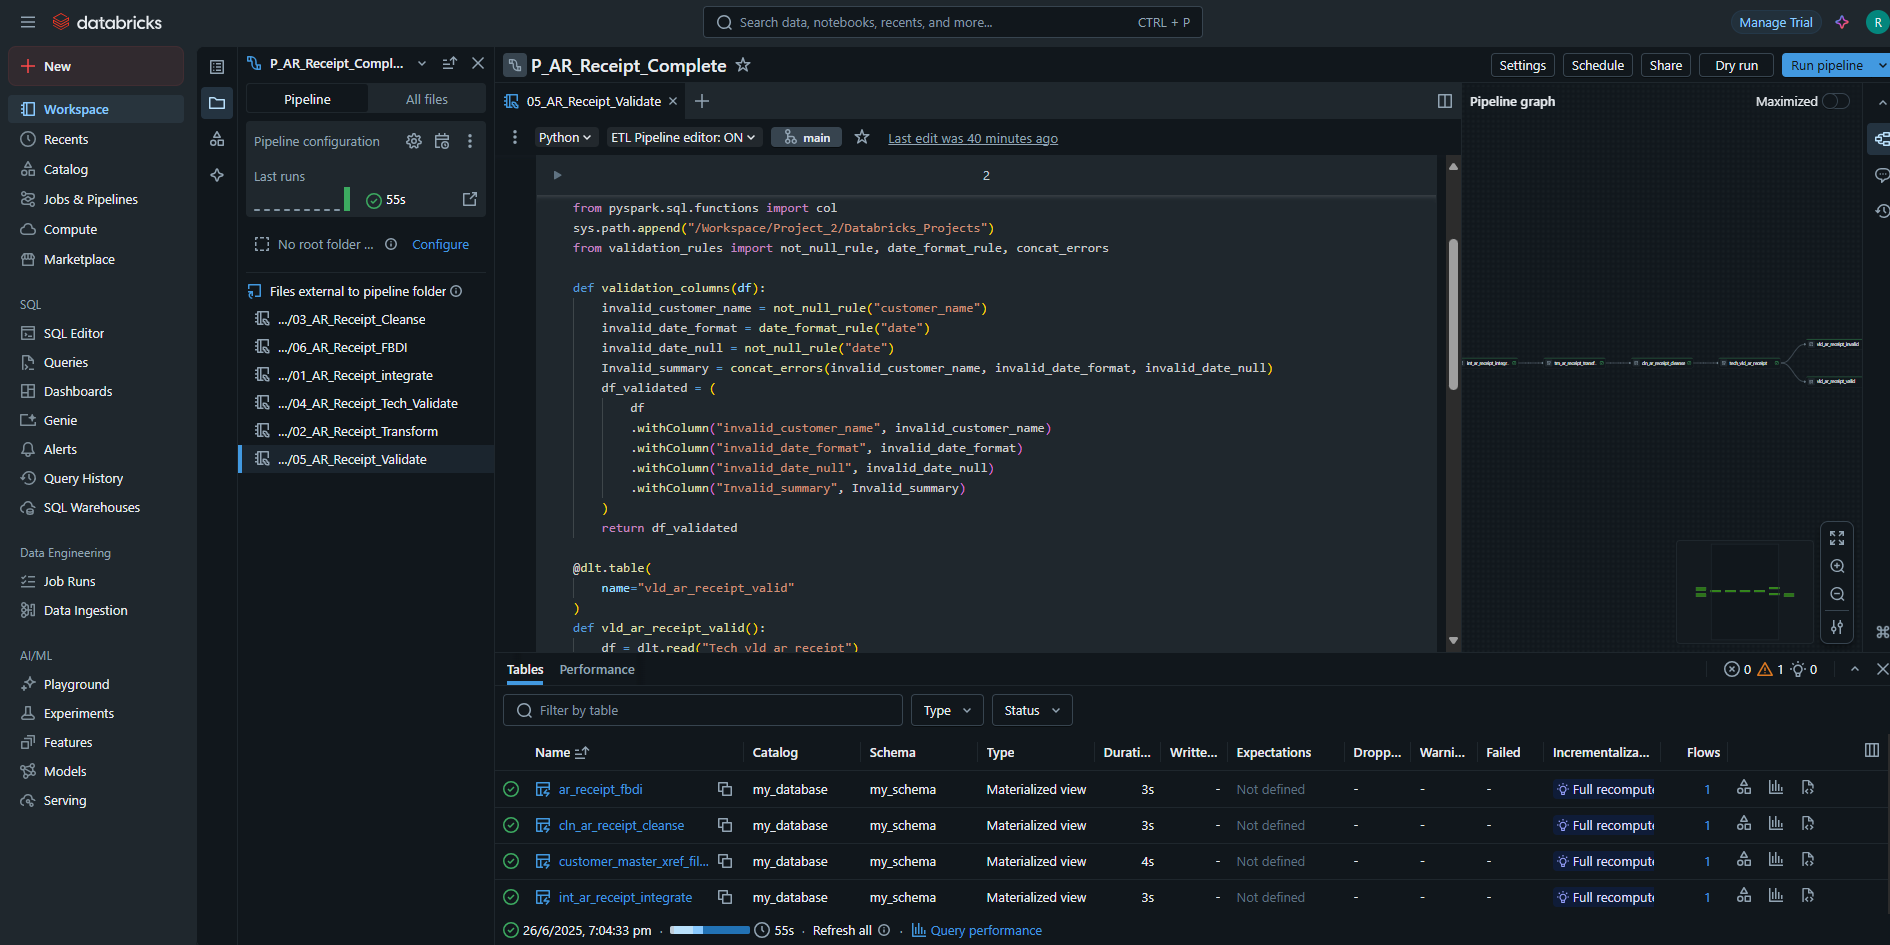 databricks
Search data, notebooks, recents, and more...
CTRL + P
Manage Trial
R
New
Workspace
Recents
Catalog
Jobs & Pipelines
Compute
Marketplace
SQL
SQL Editor
Queries
Dashboards
Genie
Alerts
Query History
SQL Warehouses
Data Engineering
Job Runs
Data Ingestion
AI/ML
Playground
Experiments
Features
Models
Serving
P_AR_Receipt_Compl...
Pipeline
All files
Pipeline configuration
Last runs
55s
No root folder ...
Configure
Files external to pipeline folder
.../03_AR_Receipt_Cleanse
.../06_AR_Receipt_FBDI
.../01_AR_Receipt_integrate
.../04_AR_Receipt_Tech_Validate
.../02_AR_Receipt_Transform
.../05_AR_Receipt_Validate
P_AR_Receipt_Complete
Settings
Schedule
Share
Dry run
Run pipeline
05_AR_Receipt_Validate
Python
ETL Pipeline editor: ON
main
Last edit was 40 minutes ago
2
from pyspark.sql.functions import col
sys.path.append("/Workspace/Project_2/Databricks_Projects")
from validation_rules import not_null_rule, date_format_rule, concat_errors
def validation_columns(df):
invalid_customer_name = not_null_rule("customer_name")
invalid_date_format = date_format_rule("date")
invalid_date_null = not_null_rule("date")
Invalid_summary = concat_errors(invalid_customer_name, invalid_date_format, invalid_date_null)
df_validated = (
df
.withColumn("invalid_customer_name", invalid_customer_name)
.withColumn("invalid_date_format", invalid_date_format)
.withColumn("invalid_date_null", invalid_date_null)
.withColumn("Invalid_summary", Invalid_summary)
)
return df_validated
@dlt.table(
name="vld_ar_receipt_valid"
)
def vld_ar_receipt_valid():
df = dlt.read("Tech_vld_ar_receipt")
Pipeline graph
Maximized
int_ar_receipt_integr...
trn_ar_receipt_transf...
cln_ar_receipt_cleanse
tech_vld_ar_receipt
vld_ar_receipt_invalid
vld_ar_receipt_valid
Tables
Performance
0
1
0
Filter by table
Type
Status
Name Catalog Schema Type Durati... Writte... Expectations Dropp... Warni... Failed Incrementaliza... Flows
ar_receipt_fbdi my_database my_schema Materialized view 3s - Not defined - - - Full recompute 1
cln_ar_receipt_cleanse my_database my_schema Materialized view 3s - Not defined - - - Full recompute 1
customer_master_xref_fil... my_database my_schema Materialized view 4s - Not defined - - - Full recompute 1
int_ar_receipt_integrate my_database my_schema Materialized view 3s - Not defined - - - Full recompute 1
26/6/2025, 7:04:33 pm · 55s · Refresh all · Query performance